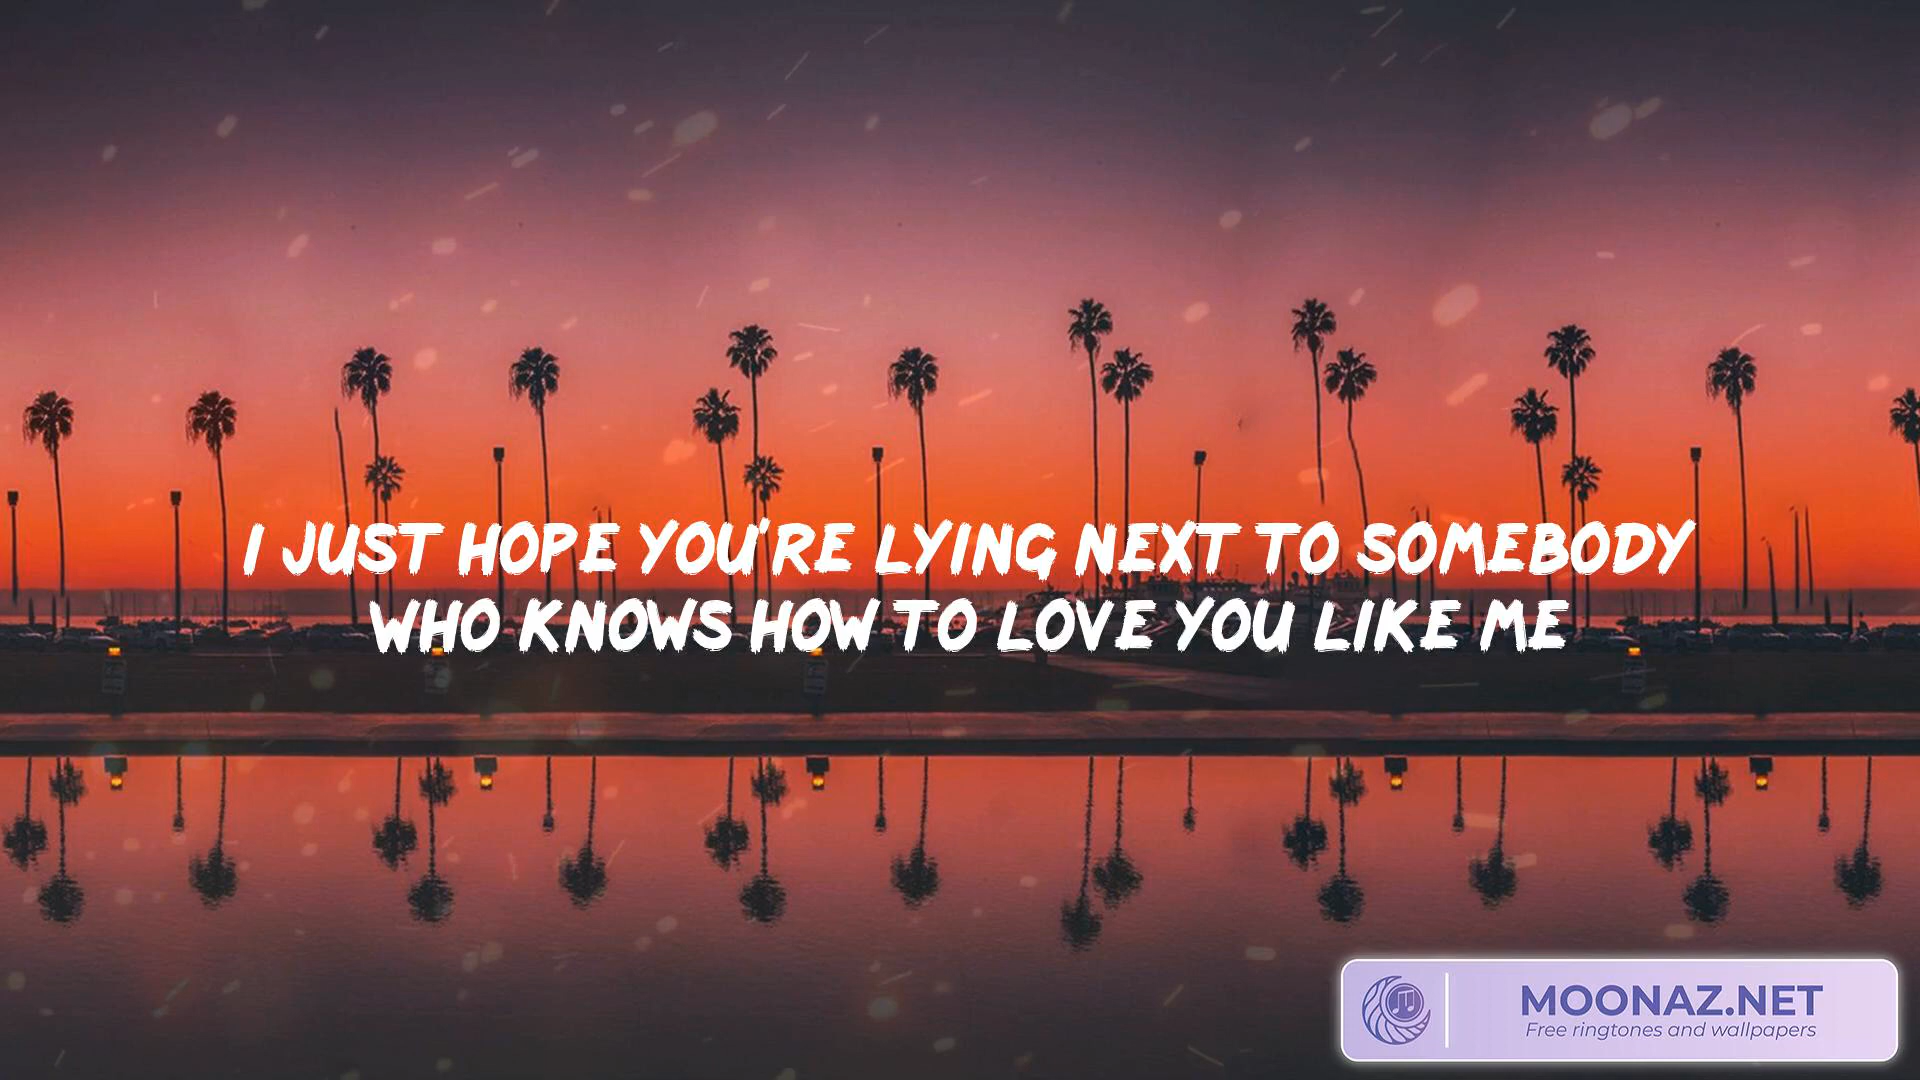 I JUST HOPE YOU'RE LYING NEXT TO SOMEBODY
WHO KNOWS HOW TO LOVE YOU LIKE ME
MOONAZ.NET
Free ringtones and wallpapers